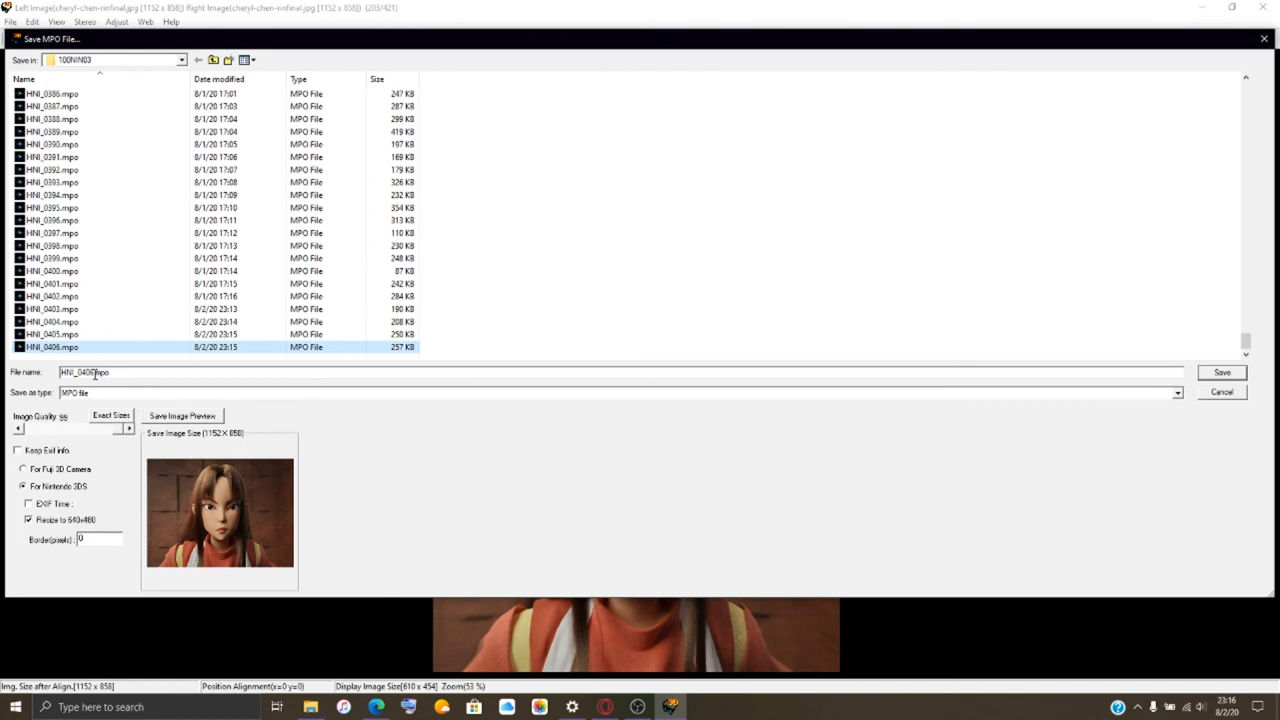 Left Image(cheryl-chen-rinfinal.jpg [1152 x 858]) Right Image(cheryl-chen-rinfinal.jpg [1152 x 858]) (203/421)
File Edit View Stereo Adjust Web Help
Save MPO File...
Save in: 100NIN03
Name Date modified Type Size
HNI_0386.mpo 8/1/20 17:01 MPO File 247 KB
HNI_0387.mpo 8/1/20 17:03 MPO File 287 KB
HNI_0388.mpo 8/1/20 17:04 MPO File 299 KB
HNI_0389.mpo 8/1/20 17:04 MPO File 419 KB
HNI_0390.mpo 8/1/20 17:05 MPO File 197 KB
HNI_0391.mpo 8/1/20 17:06 MPO File 169 KB
HNI_0392.mpo 8/1/20 17:07 MPO File 179 KB
HNI_0393.mpo 8/1/20 17:08 MPO File 326 KB
HNI_0394.mpo 8/1/20 17:09 MPO File 232 KB
HNI_0395.mpo 8/1/20 17:10 MPO File 354 KB
HNI_0396.mpo 8/1/20 17:11 MPO File 313 KB
HNI_0397.mpo 8/1/20 17:12 MPO File 110 KB
HNI_0398.mpo 8/1/20 17:13 MPO File 230 KB
HNI_0399.mpo 8/1/20 17:14 MPO File 248 KB
HNI_0400.mpo 8/1/20 17:14 MPO File 87 KB
HNI_0401.mpo 8/1/20 17:15 MPO File 242 KB
HNI_0402.mpo 8/1/20 17:16 MPO File 284 KB
HNI_0403.mpo 8/2/20 23:13 MPO File 190 KB
HNI_0404.mpo 8/2/20 23:14 MPO File 208 KB
HNI_0405.mpo 8/2/20 23:15 MPO File 250 KB
HNI_0406.mpo 8/2/20 23:15 MPO File 257 KB
File name: HNI_0406.mpo Save
Save as type: MPO file Cancel
Image Quality: 99 Exact Sizes Save Image Preview
Save Image Size (1152X 858)
Keep Exif info.
For Fuji 3D Camera
For Nintendo 3DS
EXIF Time :
Resize to 640x480
Border(pixels) : 0
Img. Size after Align.[1152 x 858] Position Alignment(x=0 y=0) Display Image Size[610 x 454] Zoom(53 %)
Type here to search
23:16
8/2/20